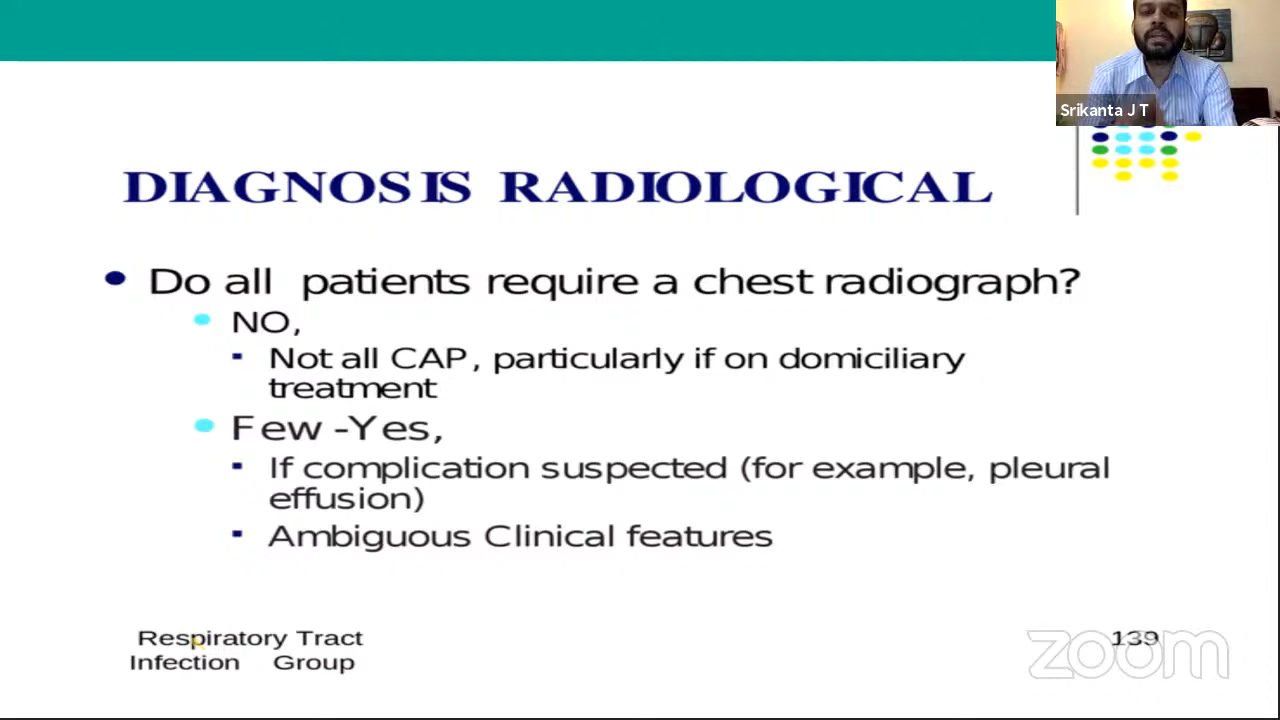 Srikanta J T
DIAGNOSIS RADIOLOGICAL
Do all patients require a chest radiograph?
NO,
Not all CAP, particularly if on domiciliary
treatment
Few -Yes,
If complication suspected (for example, pleural
effusion)
Ambiguous Clinical features
Respiratory Tract
Infection Group
139
zoom